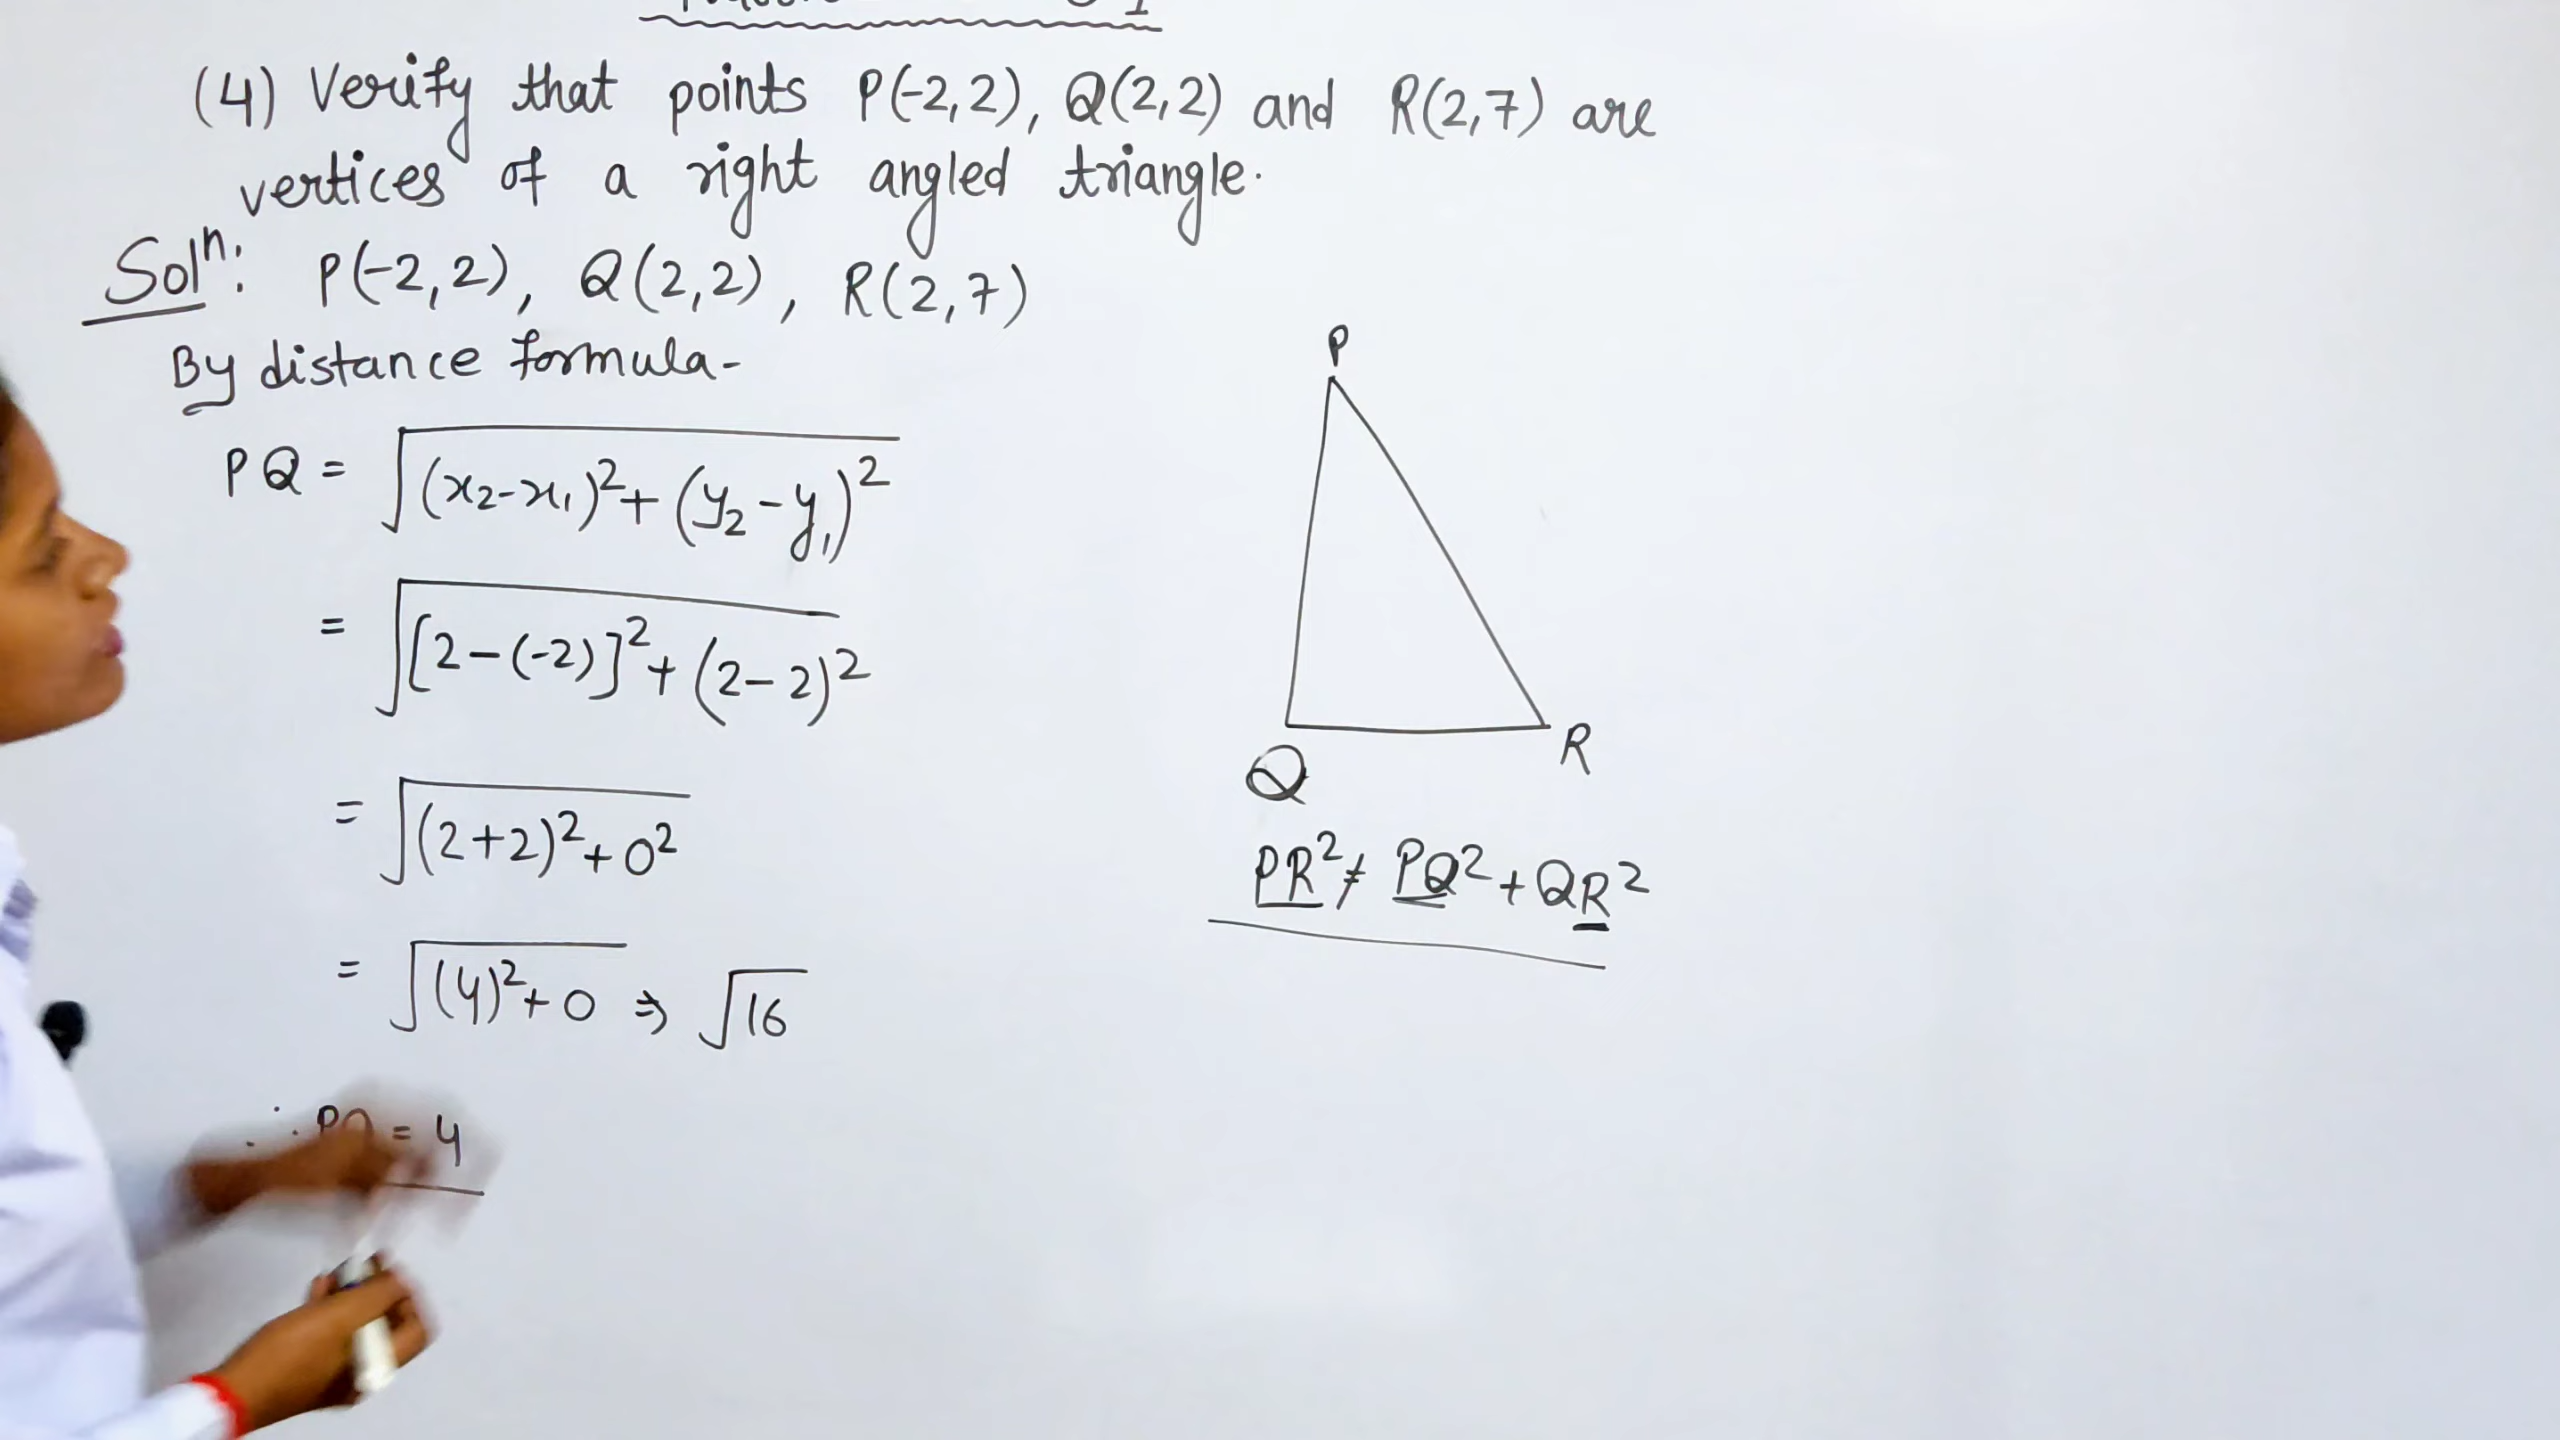 (4) Verify that points P(-2,2), Q(2,2) and R(2,7) are
vertices of a right angled triangle.
Solⁿ: P(-2,2), Q(2,2), R(2,7)
By distance formula-
PQ = √(x₂-x₁)²+(y₂-y₁)²
= √[2-(-2)]²+(2-2)²
= √(2+2)²+0²
= √(4)²+0 ⇒ √16
∴ PQ = 4
P
Q
R
PR² ≠ PQ²+QR²